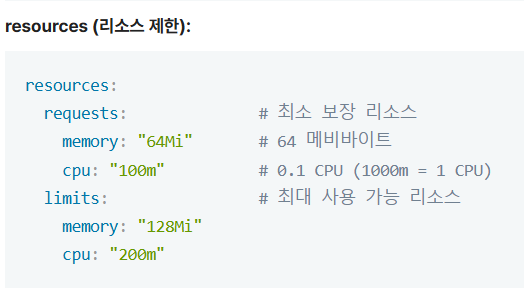 resources (리소스 제한):
resources:
requests: # 최소 보장 리소스
memory: "64Mi" # 64 메비바이트
cpu: "100m" # 0.1 CPU (1000m = 1 CPU)
limits: # 최대 사용 가능 리소스
memory: "128Mi"
cpu: "200m"